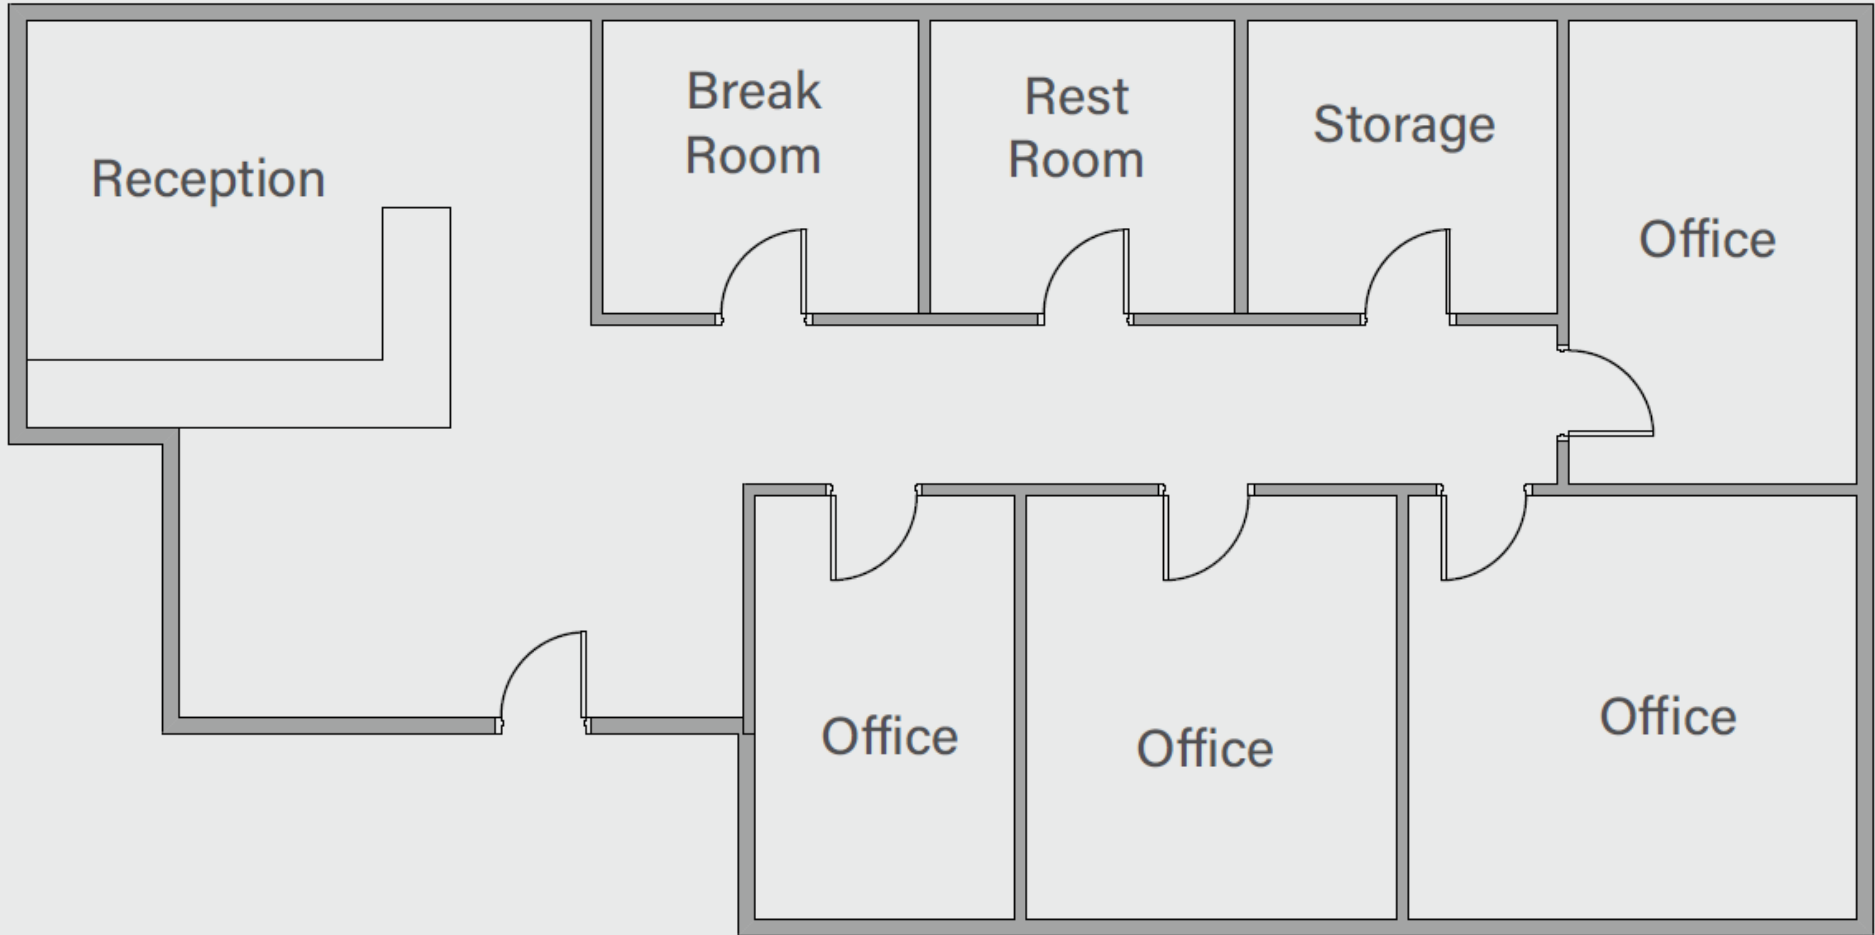 Reception
Break
Room
Rest
Room
Storage
Office
Office
Office
Office